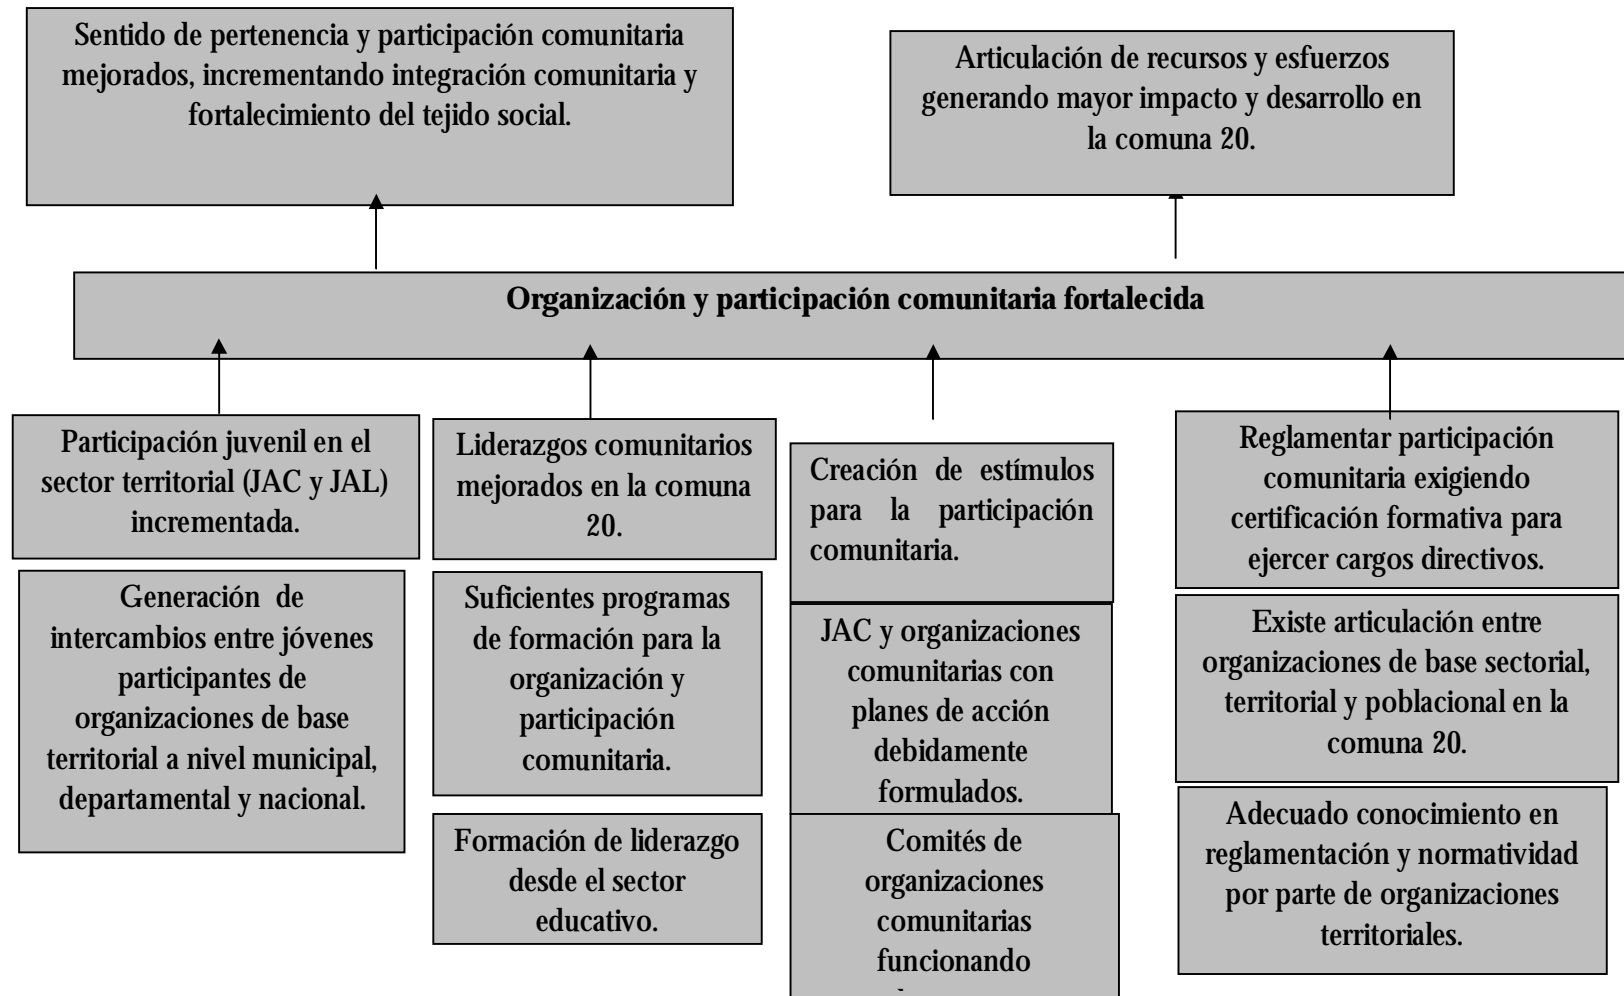 Sentido de pertenencia y participación comunitaria
mejorados, incrementando integración comunitaria y
fortalecimiento del tejido social.
Articulación de recursos y esfuerzos
generando mayor impacto y desarrollo en
la comuna 20.
Organización y participación comunitaria fortalecida
Participación juvenil en el
sector territorial (JAC y JAL)
incrementada.
Generación de
intercambios entre jóvenes
participantes de
organizaciones de base
territorial a nivel municipal,
departamental y nacional.
Liderazgos comunitarios
mejorados en la comuna
20.
Suficientes programas
de formación para la
organización y
participación
comunitaria.
Formación de liderazgo
desde el sector
educativo.
Creación de estímulos
para la participación
comunitaria.
JAC y organizaciones
comunitarias con
planes de acción
debidamente
formulados.
Comités de
organizaciones
comunitarias
funcionando
Reglamentar participación
comunitaria exigiendo
certificación formativa para
ejercer cargos directivos.
Existe articulación entre
organizaciones de base sectorial,
territorial y poblacional en la
comuna 20.
Adecuado conocimiento en
reglamentación y normatividad
por parte de organizaciones
territoriales.